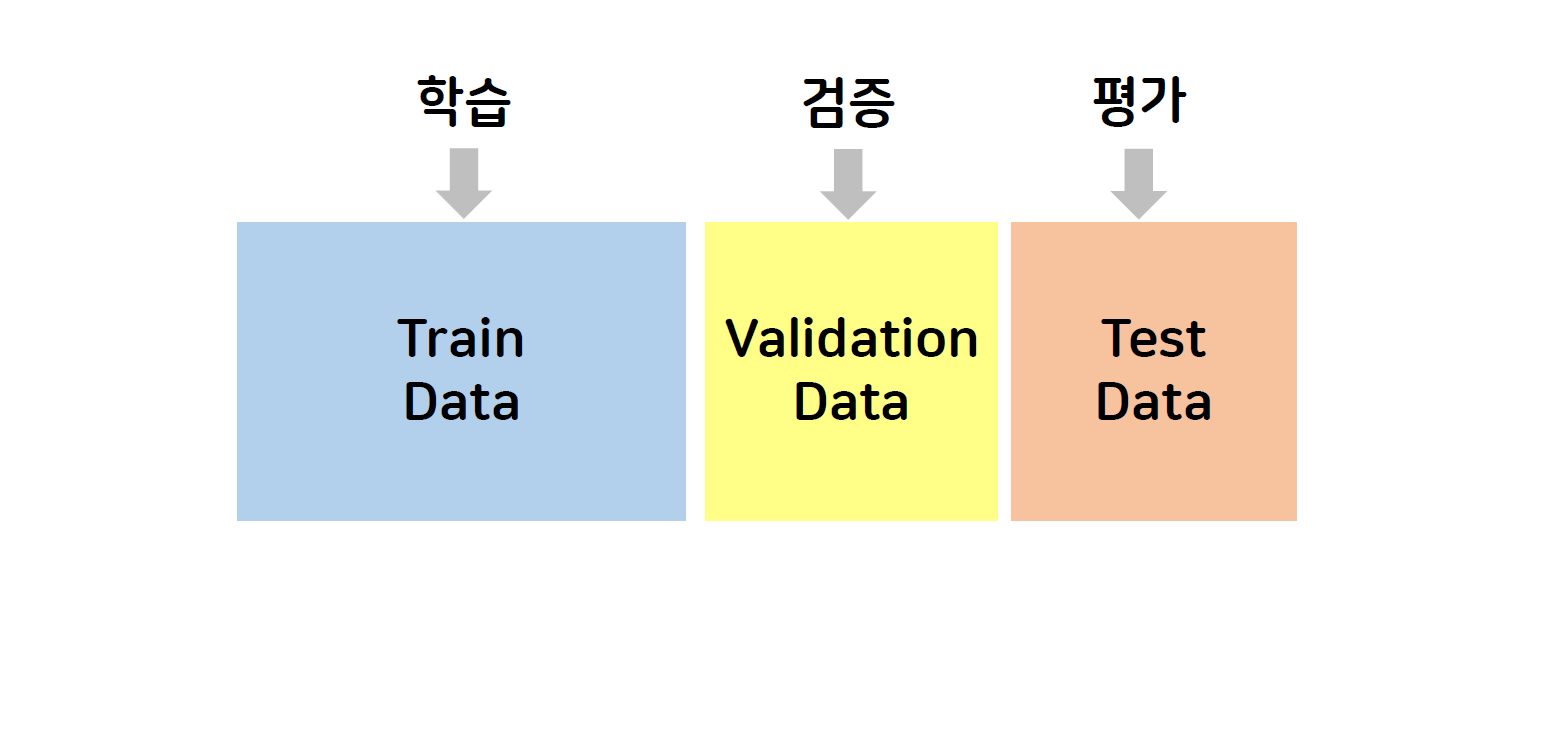 학습
검증
평가
Train
Data
Validation
Data
Test
Data